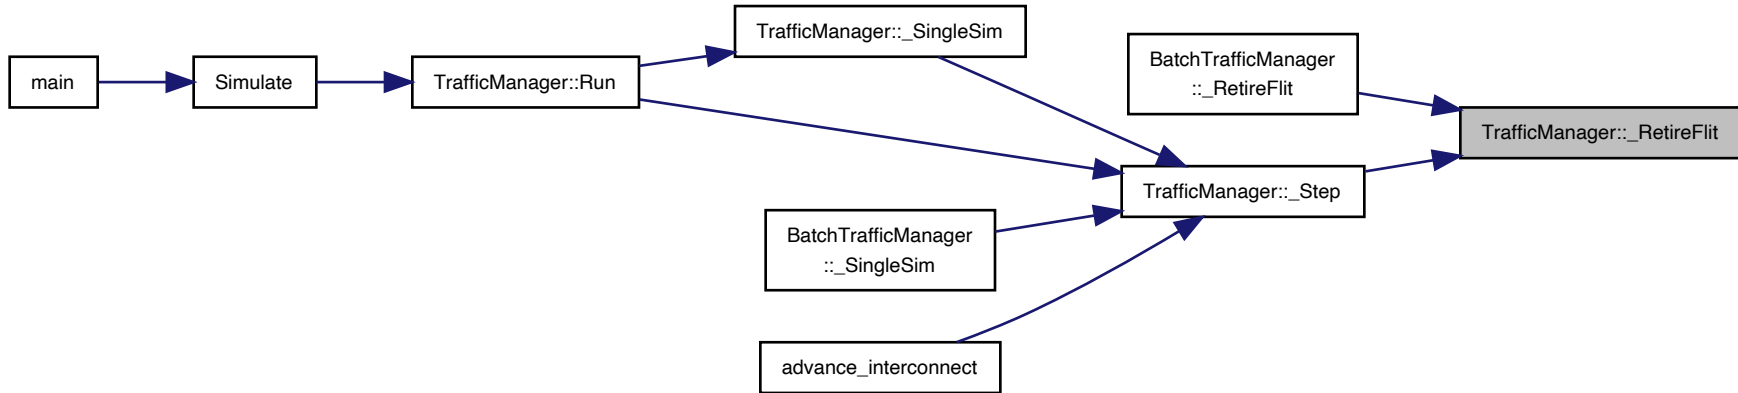 main
Simulate
TrafficManager::Run
TrafficManager::_SingleSim
BatchTrafficManager
::_SingleSim
advance_interconnect
BatchTrafficManager
::_RetireFlit
TrafficManager::_Step
TrafficManager::_RetireFlit